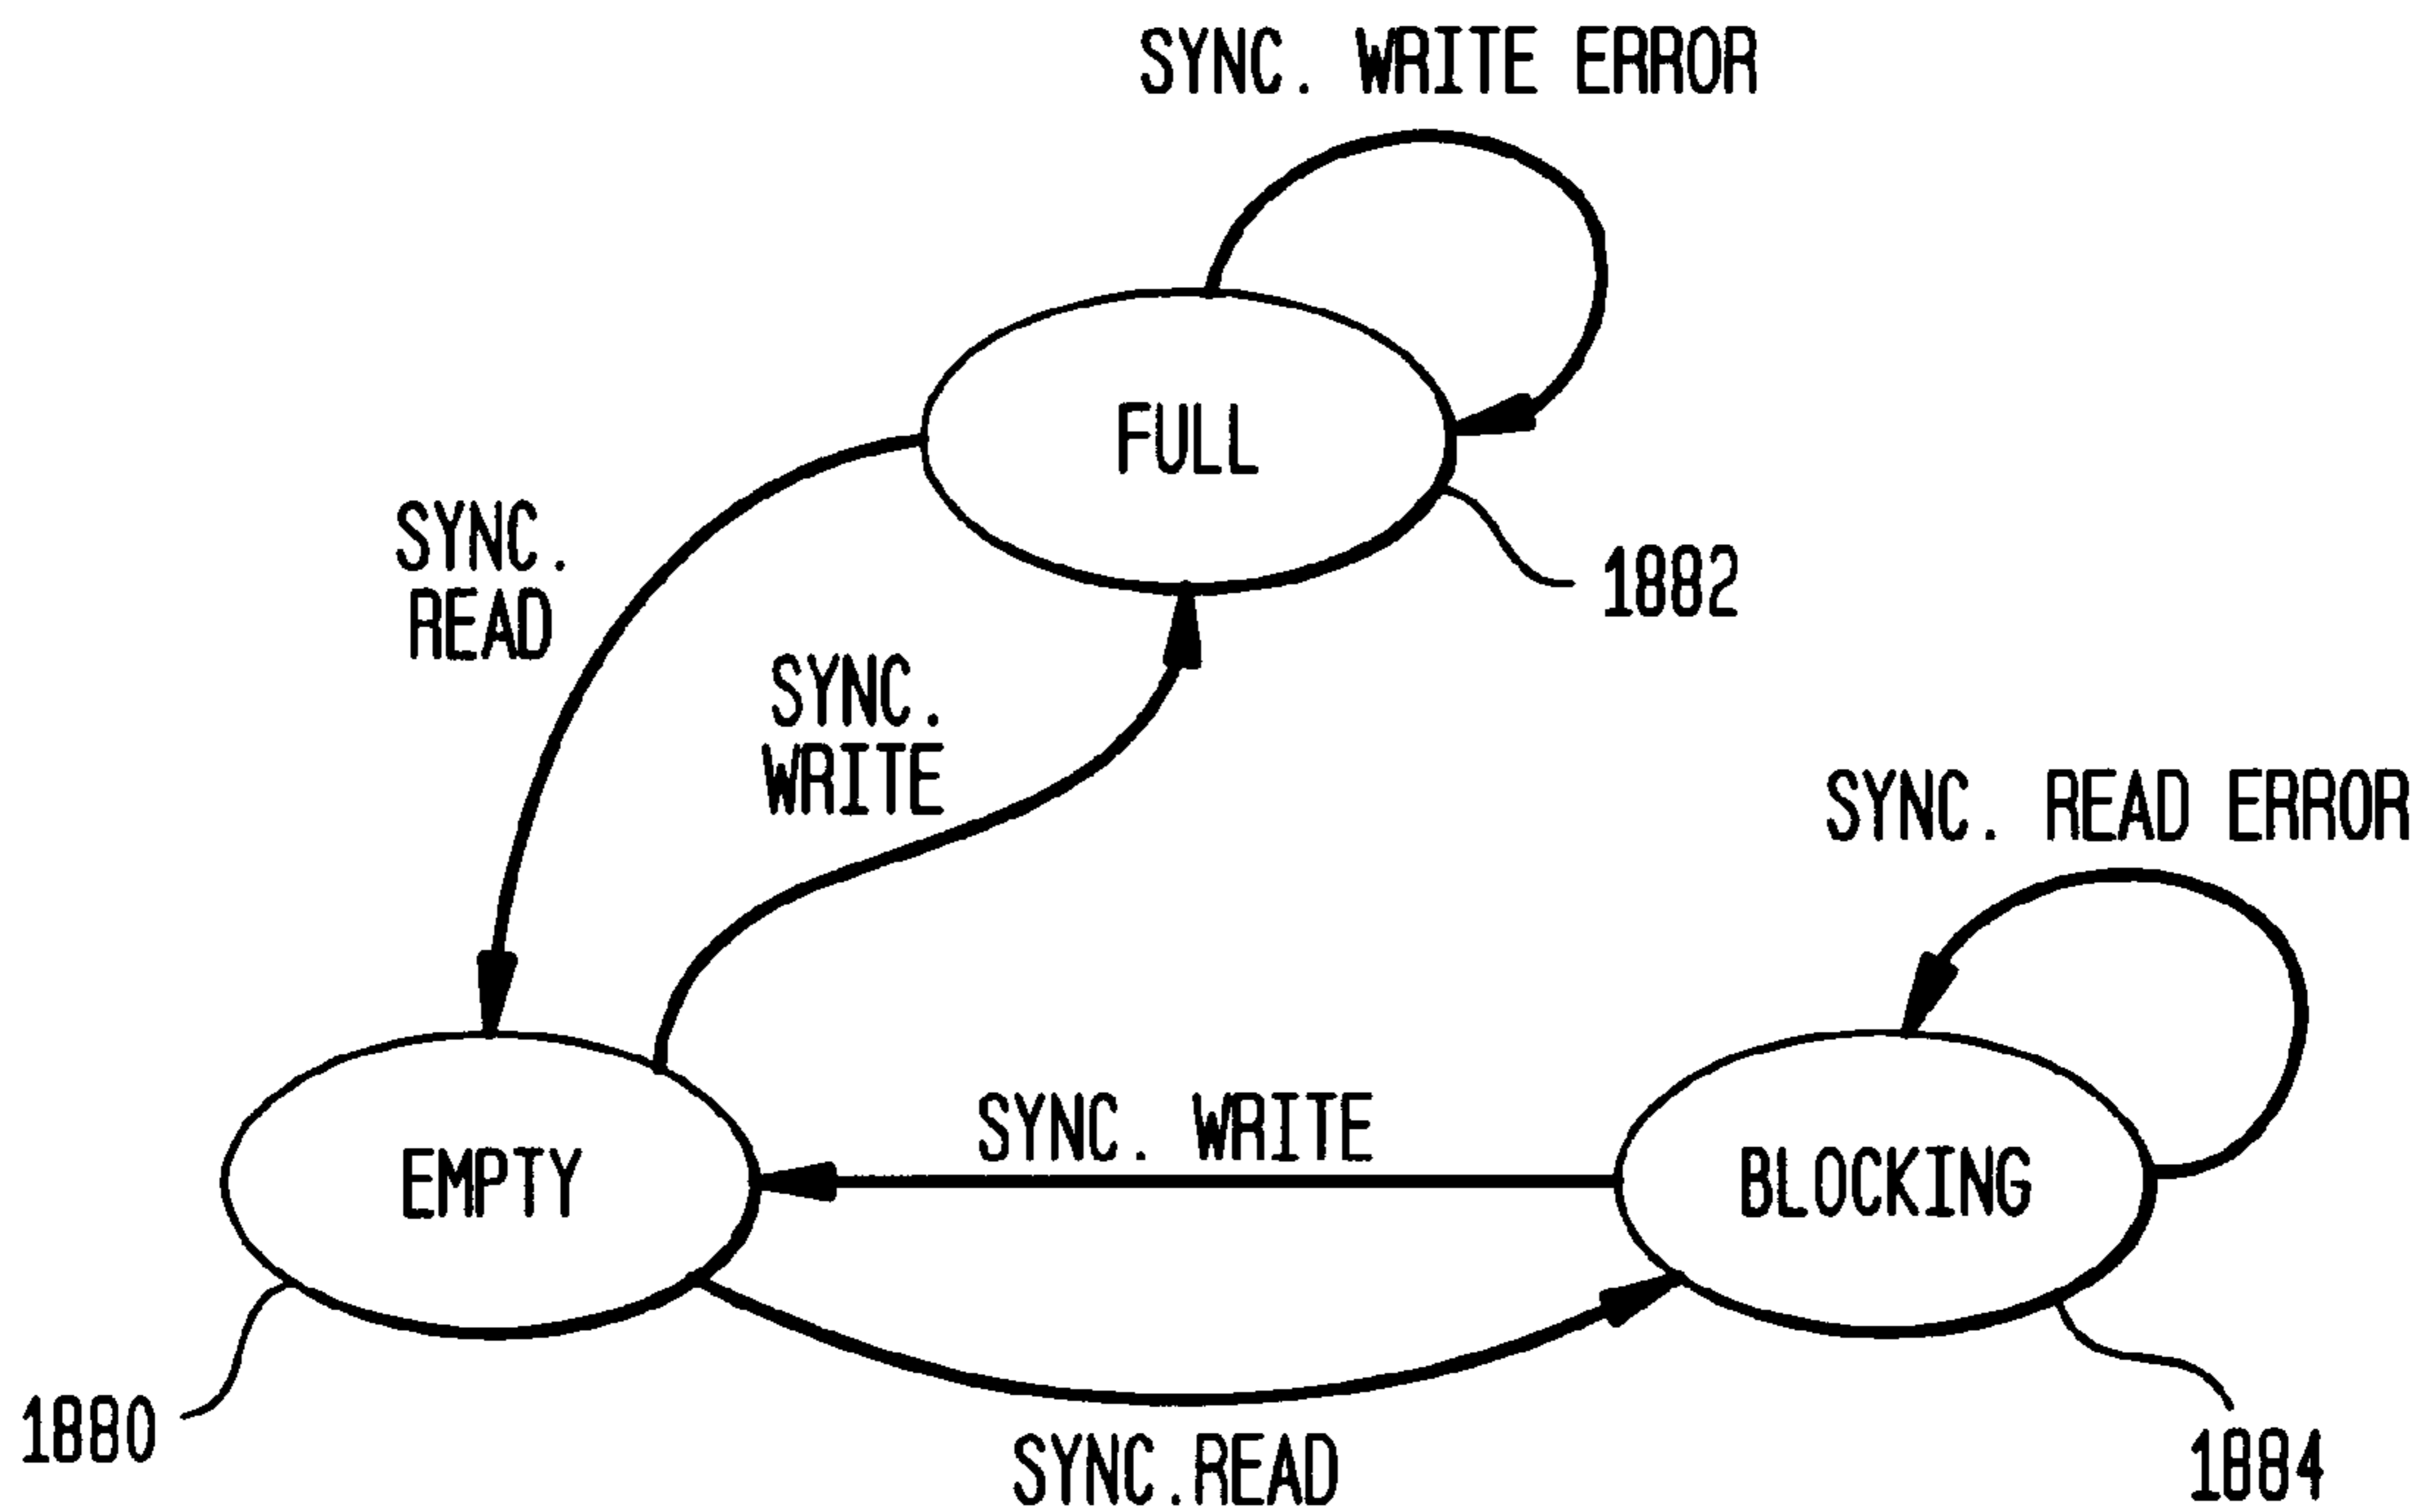 SYNC. WRITE ERROR
FULL
SYNC.
READ
1882
SYNC.
WRITE
SYNC. READ ERROR
SYNC. WRITE
EMPTY
BLOCKING
1880
SYNC.READ
1884